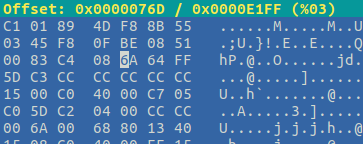 Offset: 0x0000076D / 0x0000E1FF (%03)
C1 01 89 4D F8 8B 55 ......M.....M..U
03 45 F8 0F BE 08 51 .;U.}!.E..E....Q
00 83 C4 08 6A 64 FF hP.@..O......jd.
5D C3 CC CC CC CC CC ...@.....]......
15 00 C0 40 00 C7 05 U..h`.......@...
C0 5D C2 04 00 CC CC ..A.....3.].....
00 6A 00 68 80 13 40 U.....j.j.j.h..@